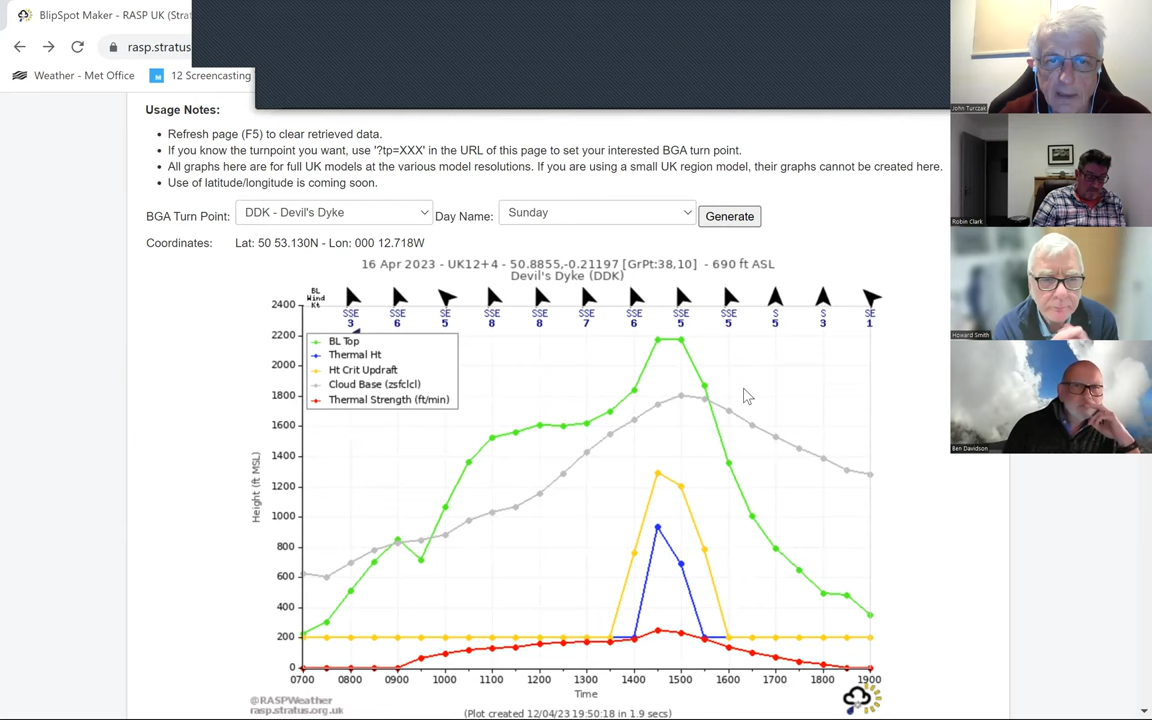 BlipSpot Maker - RASP UK (Strat
rasp.stratus
Weather - Met Office
12 Screencasting
Usage Notes:
Refresh page (F5) to clear retrieved data.
If you know the turnpoint you want, use '?tp=XXX' in the URL of this page to set your interested BGA turn point.
All graphs here are for full UK models at the various model resolutions. If you are using a small UK region model, their graphs cannot be created here.
Use of latitude/longitude is coming soon.
BGA Turn Point: DDK - Devil's Dyke Day Name: Sunday Generate
Coordinates: Lat: 50 53.130N - Lon: 000 12.718W
16 Apr 2023 - UK12+4 - 50.8855,-0.21197 [GrPt:38,10] - 690 ft ASL
Devil's Dyke (DDK)
BL
Wind
Kt
SSE SSE SE SSE SSE SSE SSE SSE SSE S S SE
3 6 5 8 8 7 6 5 5 5 3 1
2400
2200
2000
1800
1600
1400
1200
1000
800
600
400
200
0
Height (ft MSL)
BL Top
Thermal Ht
Ht Crit Updraft
Cloud Base (zsfclcl)
Thermal Strength (ft/min)
0700 0800 0900 1000 1100 1200 1300 1400 1500 1600 1700 1800 1900
Time
@RASPWeather
rasp.stratus.org.uk
(Plot created 12/04/23 19:50:18 in 1.9 secs)
John Turczak
Robin Clark
Howard Smith
Ben Davidson